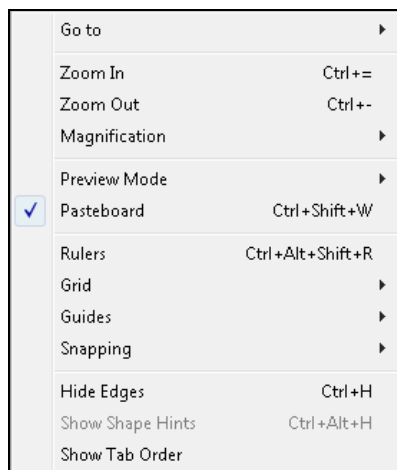 Go to
Zoom In Ctrl+=
Zoom Out Ctrl+-
Magnification
Preview Mode
Pasteboard Ctrl+Shift+W
Rulers Ctrl+Alt+Shift+R
Grid
Guides
Snapping
Hide Edges Ctrl+H
Show Shape Hints Ctrl+Alt+H
Show Tab Order